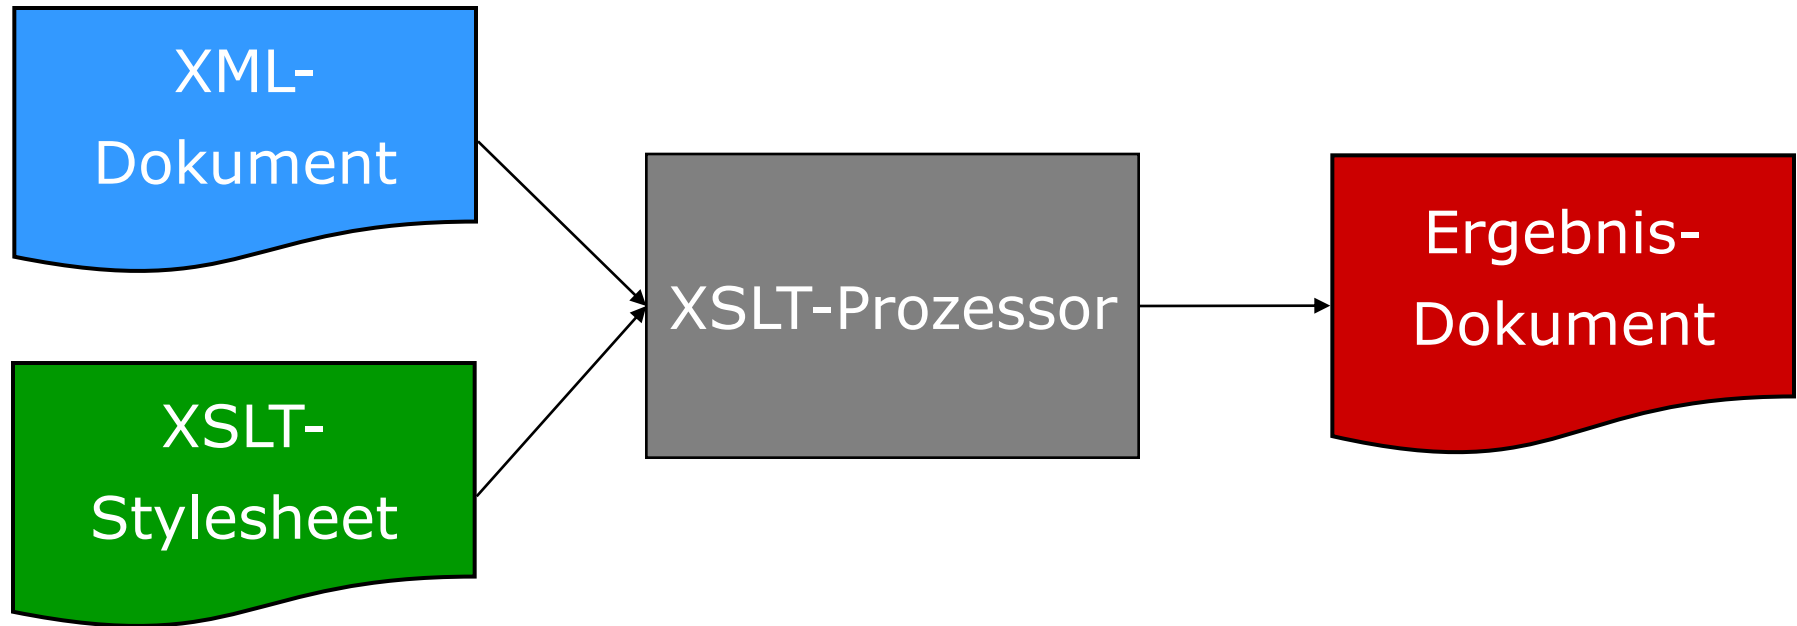 XML-
Dokument
XSLT-
Stylesheet
XSLT-Prozessor
Ergebnis-
Dokument